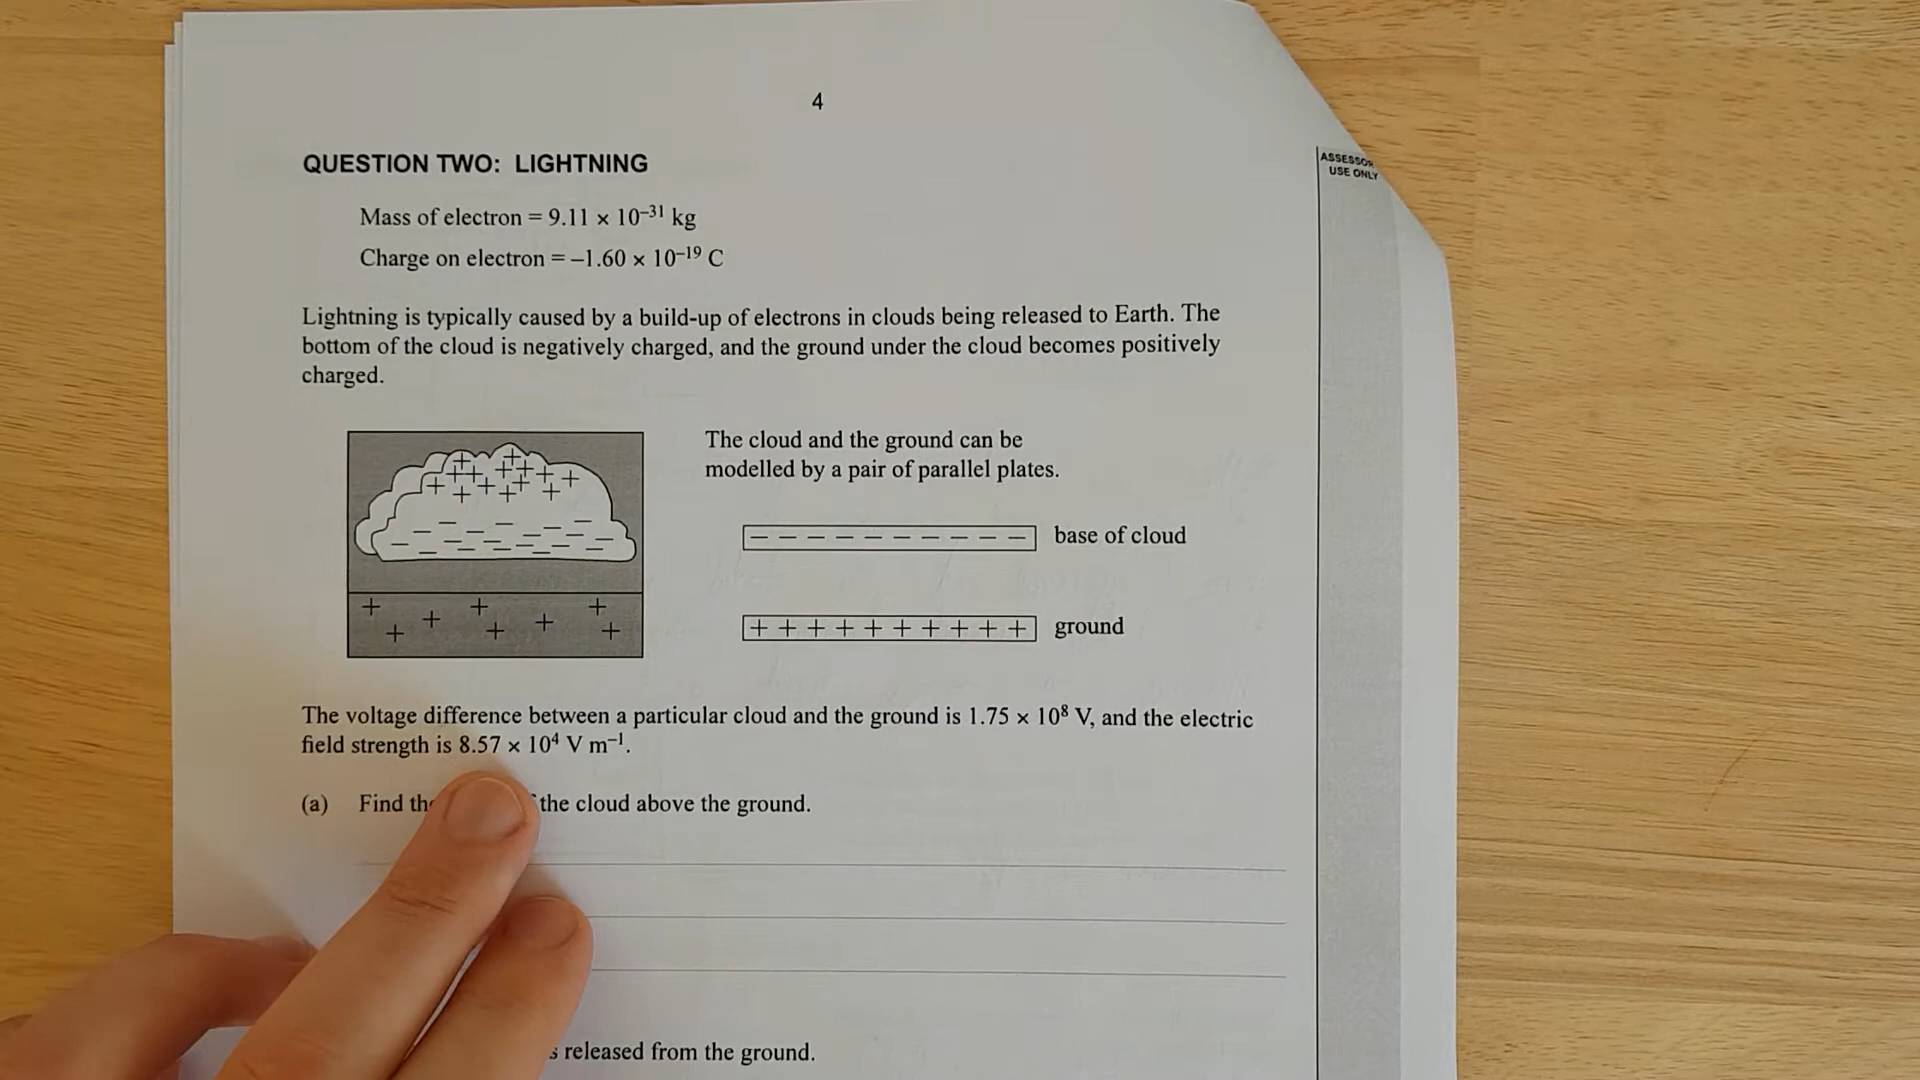 4
QUESTION TWO: LIGHTNING
ASSESSOR
USE ONLY
Mass of electron = 9.11 × 10⁻³¹ kg
Charge on electron = –1.60 × 10⁻¹⁹ C
Lightning is typically caused by a build-up of electrons in clouds being released to Earth. The
bottom of the cloud is negatively charged, and the ground under the cloud becomes positively
charged.
The cloud and the ground can be
modelled by a pair of parallel plates.
base of cloud
+ + + + + + + + + + ground
The voltage difference between a particular cloud and the ground is 1.75 × 10⁸ V, and the electric
field strength is 8.57 × 10⁴ V m⁻¹.
(a) Find the cloud above the ground.
released from the ground.